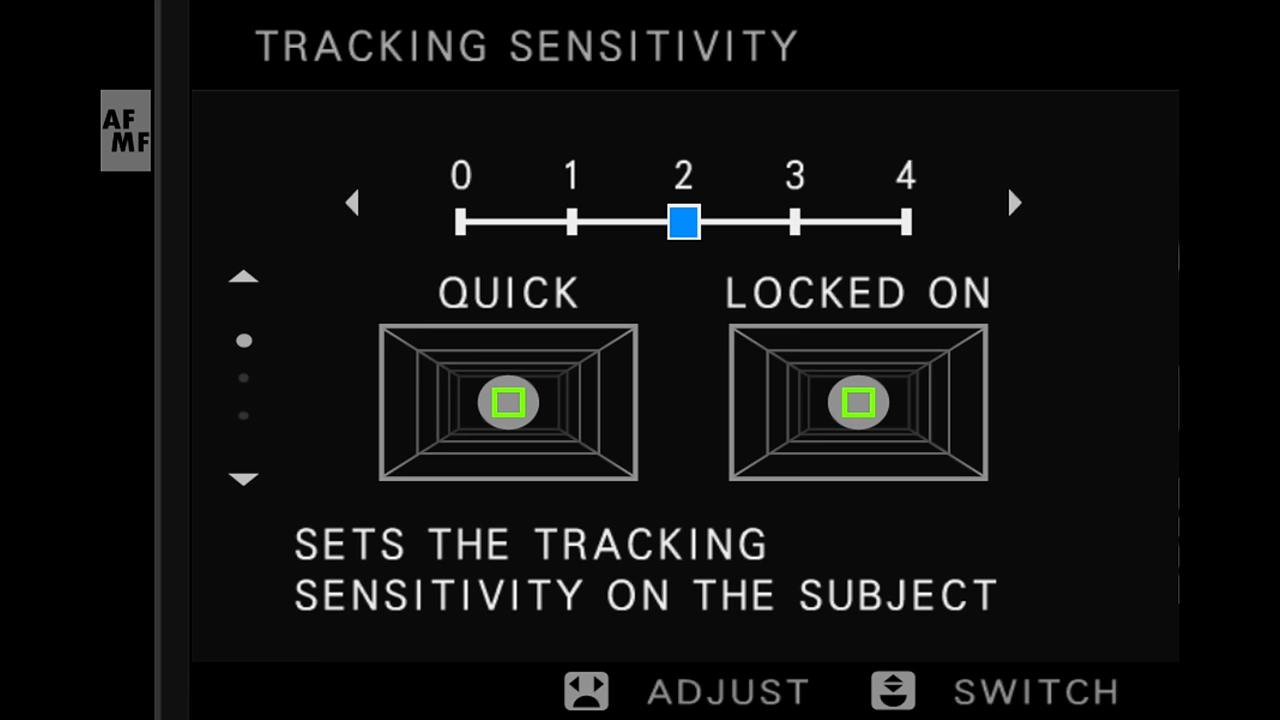 TRACKING SENSITIVITY
AF
MF
0 1 2 3 4
QUICK LOCKED ON
SETS THE TRACKING
SENSITIVITY ON THE SUBJECT
ADJUST SWITCH